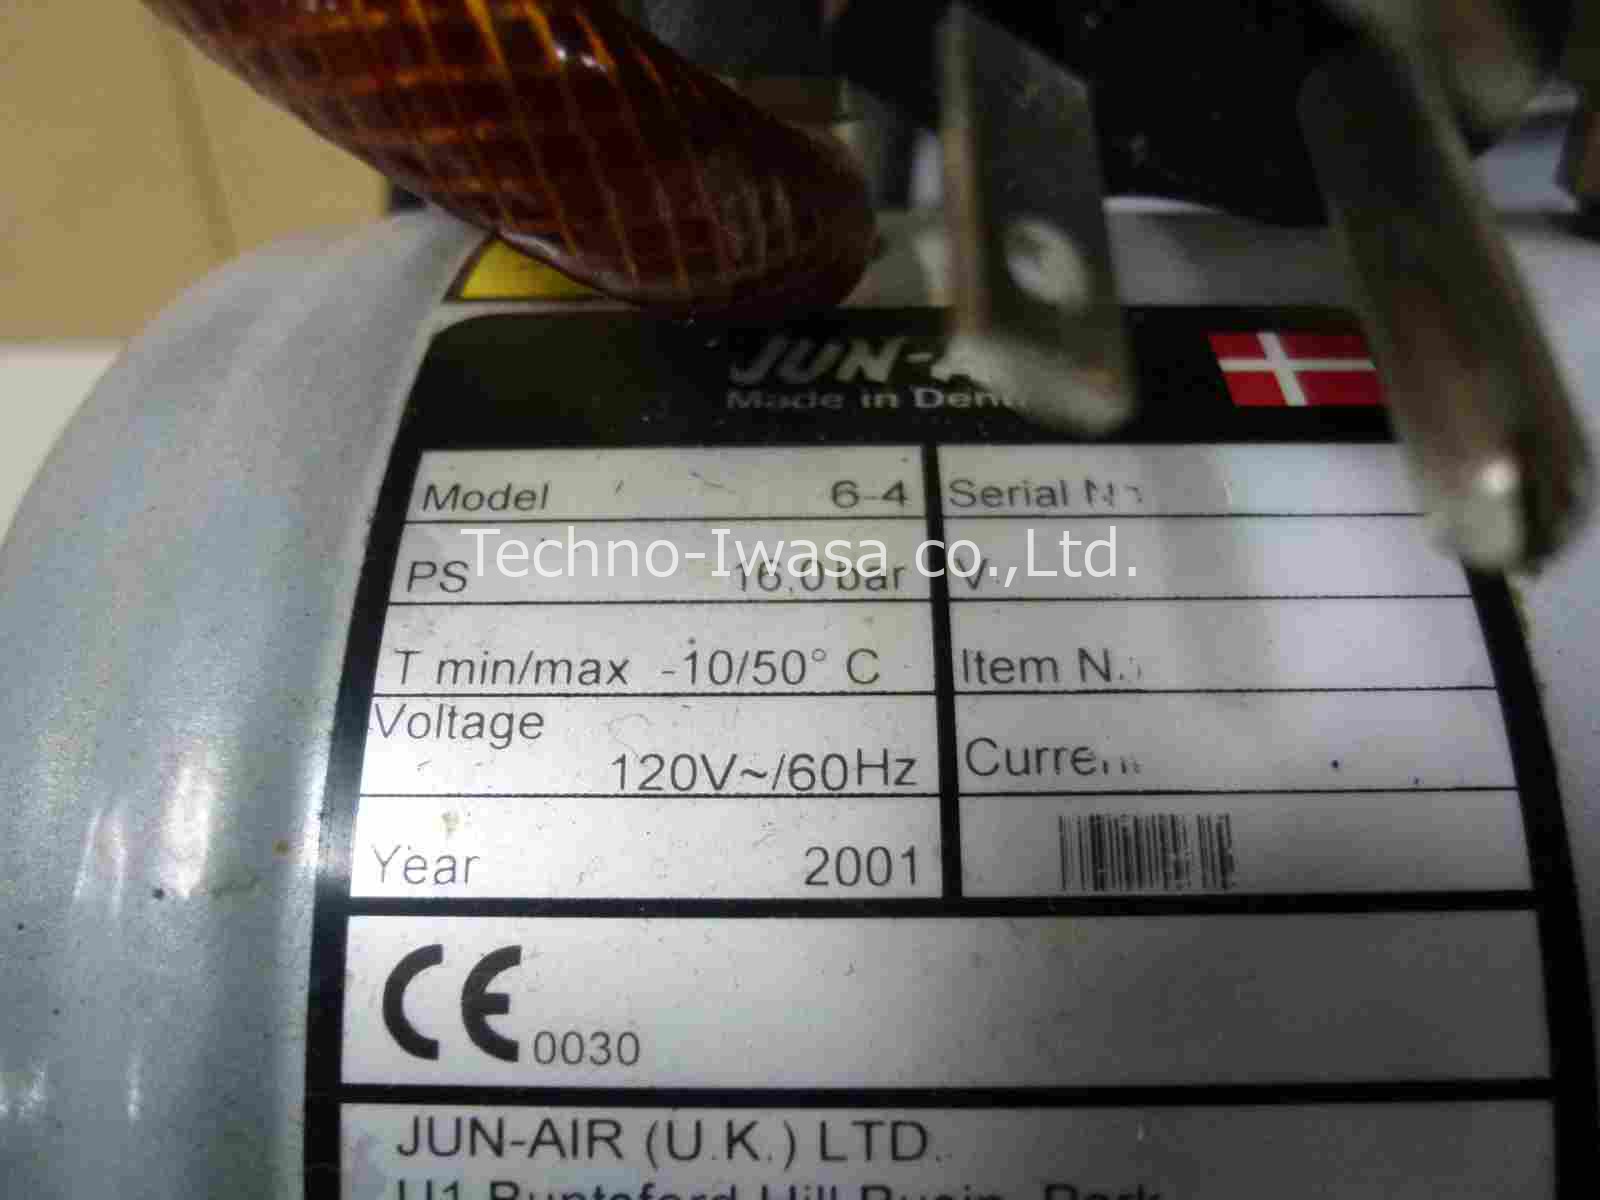 JUN-A
Made in Den
Model 6-4 Serial
PS 16,0 bar V.
Techno-Iwasa co.,Ltd.
T min/max -10/50° C Item N.
Voltage
120V~/60Hz
Year 2001
CE 0030
JUN-AIR (U.K.) LTD.